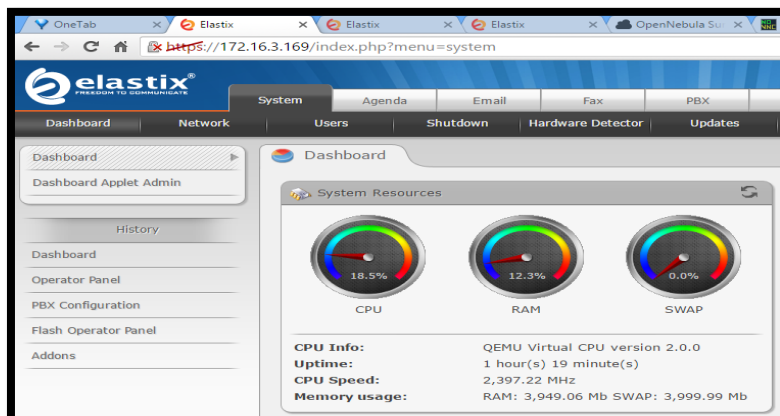 OneTab
Elastix
Elastix
Elastix
OpenNebula Su
https://172.16.3.169/index.php?menu=system
elastix®
FREEDOM TO COMMUNICATE
System Agenda Email Fax PBX
Dashboard Network Users Shutdown Hardware Detector Updates
Dashboard
Dashboard Applet Admin
History
Dashboard
Operator Panel
PBX Configuration
Flash Operator Panel
Addons
Dashboard
System Resources
18.5% 12.3% 0.0%
CPU RAM SWAP
CPU Info: QEMU Virtual CPU version 2.0.0
Uptime: 1 hour(s) 19 minute(s)
CPU Speed: 2,397.22 MHz
Memory usage: RAM: 3,949.06 Mb SWAP: 3,999.99 Mb